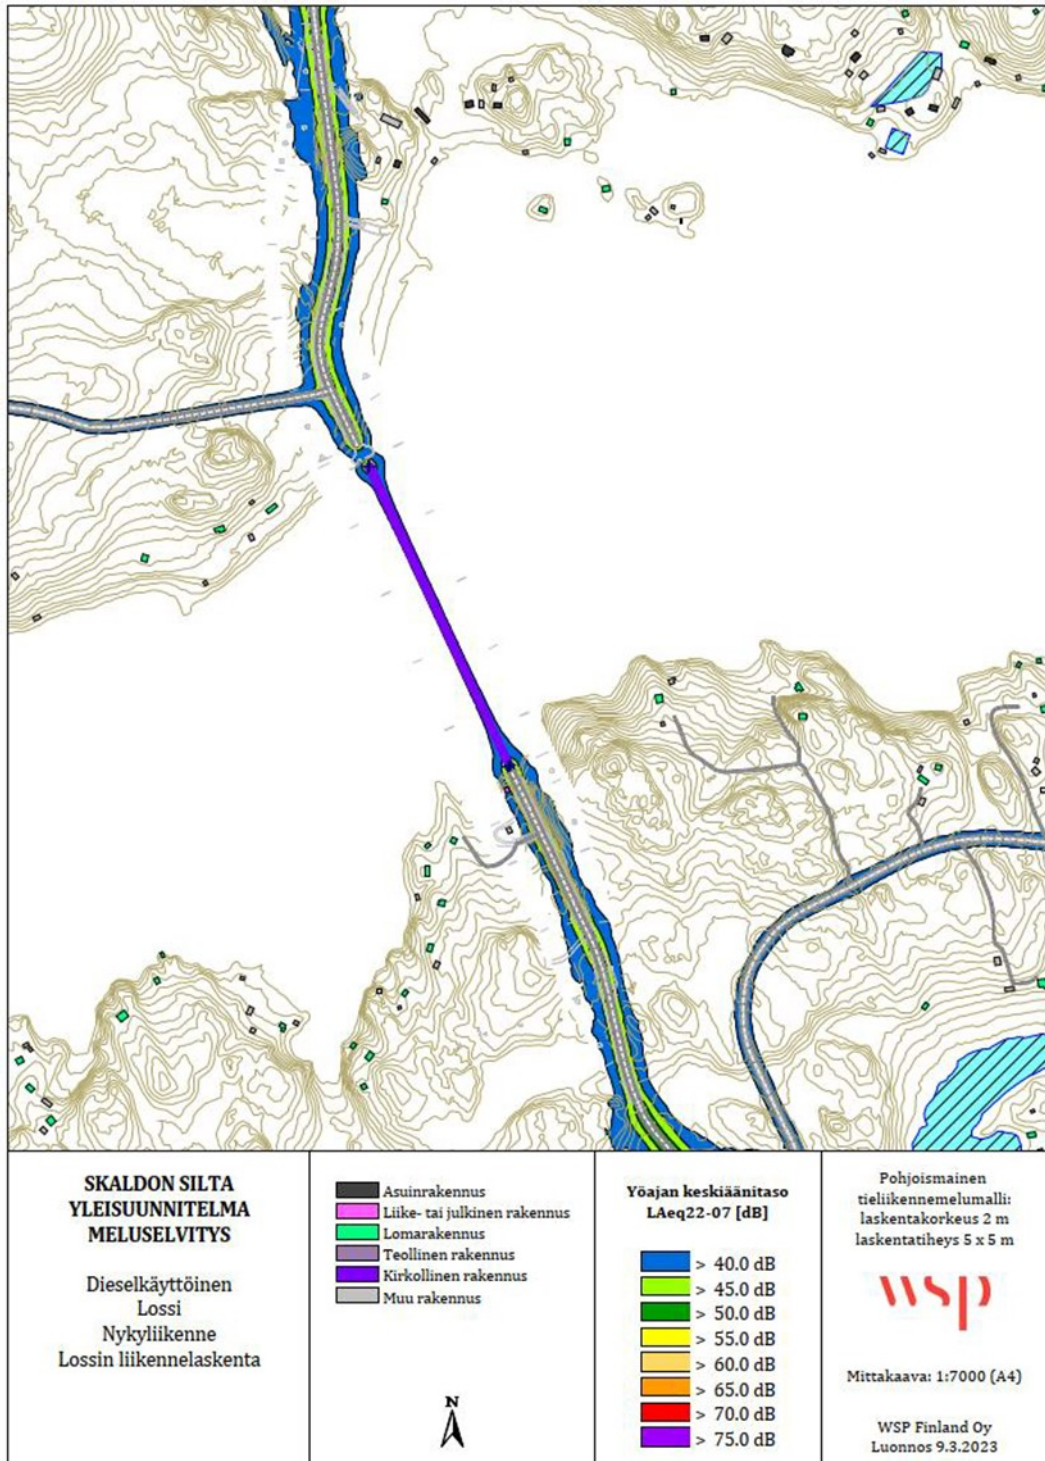 SKALDON SILTA
YLEISUUNNITELMA
MELUSELVITYS
Dieselkäyttöinen
Lossi
Nykyliikenne
Lossin liikennelaskenta
Asuinrakennus
Liike- tai julkinen rakennus
Lomarakennus
Teollinen rakennus
Kirkollinen rakennus
Muu rakennus
N
Yöajan keskiäänitaso
LAeq22-07 [dB]
> 40.0 dB
> 45.0 dB
> 50.0 dB
> 55.0 dB
> 60.0 dB
> 65.0 dB
> 70.0 dB
> 75.0 dB
Pohjoismainen
tieliikennemelumalli:
laskentakorkeus 2 m
laskentatiheys 5 x 5 m
wsp
Mittakaava: 1:7000 (A4)
WSP Finland Oy
Luonnos 9.3.2023